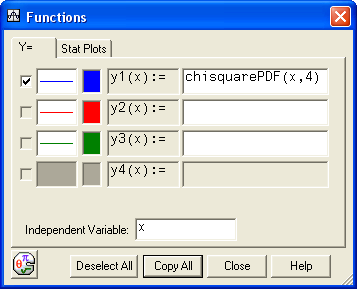 Functions
Y= Stat Plots
y1(x):= chisquarePDF(x,4)
y2(x):=
y3(x):=
y4(x):=
Independent Variable: x
Deselect All Copy All Close Help